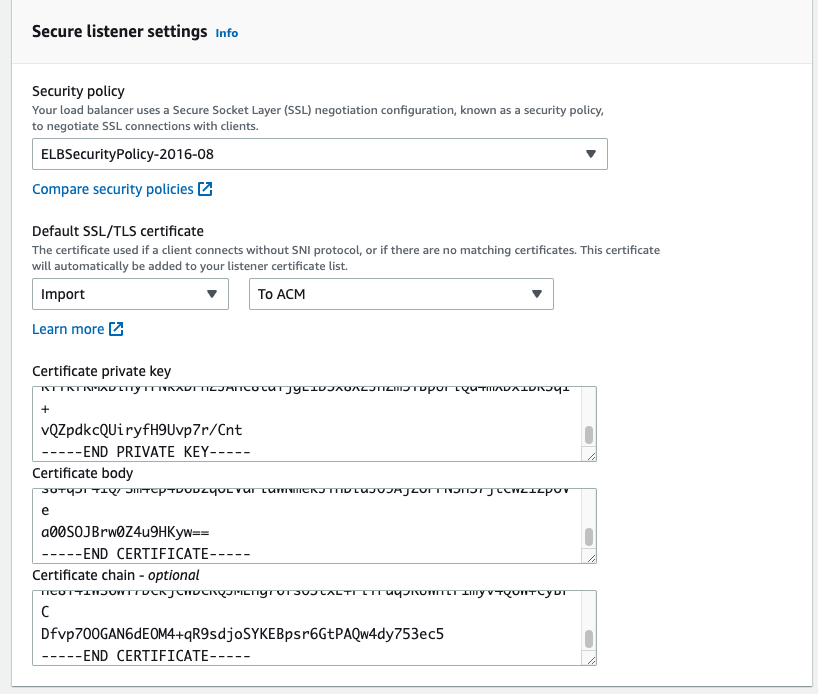 Secure listener settings Info
Security policy
Your load balancer uses a Secure Socket Layer (SSL) negotiation configuration, known as a security policy,
to negotiate SSL connections with clients.
ELBSecurityPolicy-2016-08
Compare security policies
Default SSL/TLS certificate
The certificate used if a client connects without SNI protocol, or if there are no matching certificates. This certificate
will automatically be added to your listener certificate list.
Import
To ACM
Learn more
Certificate private key
+
vQZpdkcQUiryfH9Uvp7r/Cnt
-----END PRIVATE KEY-----
Certificate body
e
a00SOJBrw0Z4u9HKyw==
-----END CERTIFICATE-----
Certificate chain - optional
C
Dfvp7OOGAN6dEOM4+qR9sdjoSYKEBpsr6GtPAQw4dy753ec5
-----END CERTIFICATE-----